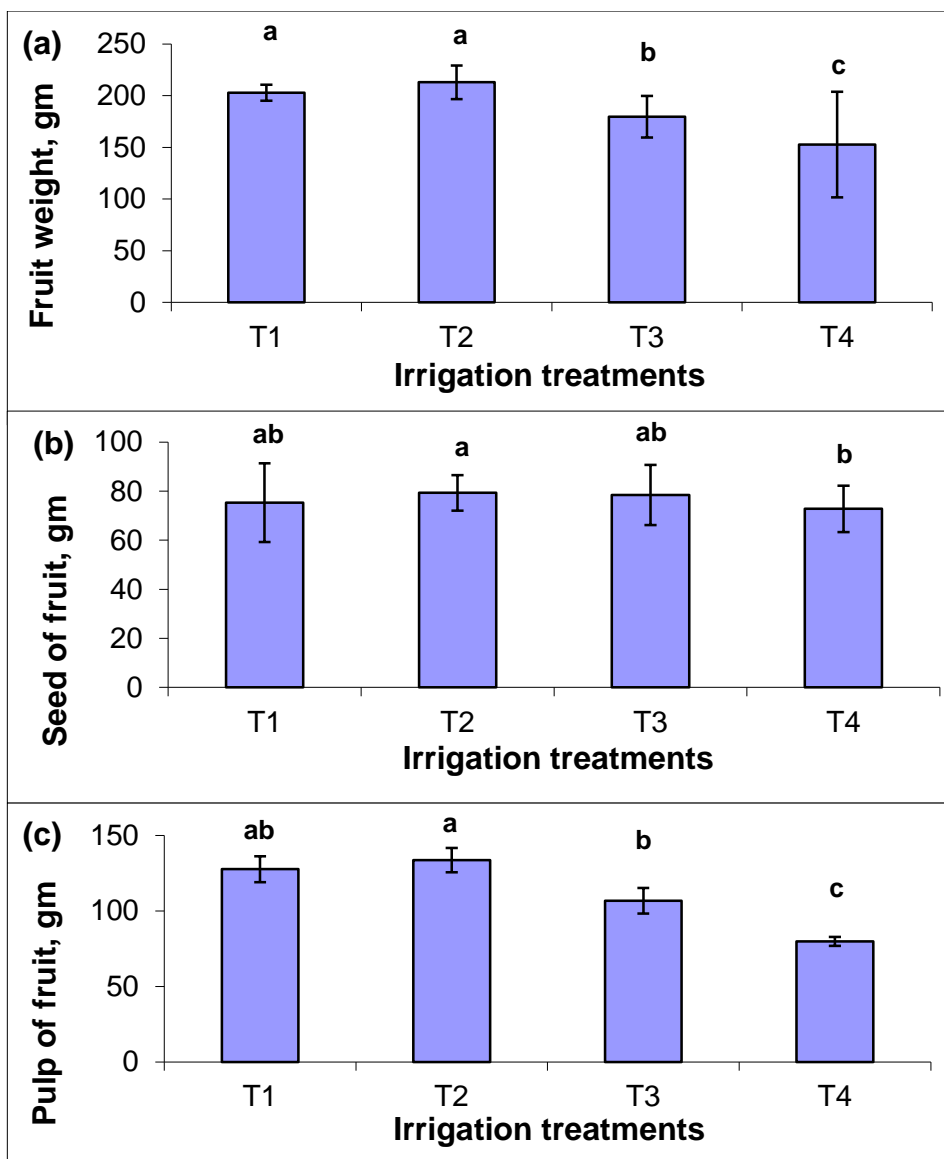 (a)
a a b c
250
200
150
100
50
0
Fruit weight, gm
T1 T2 T3 T4
Irrigation treatments
(b)
ab a ab b
100
80
60
40
20
0
Seed of fruit, gm
T1 T2 T3 T4
Irrigation treatments
(c)
ab a b c
150
100
50
0
Pulp of fruit, gm
T1 T2 T3 T4
Irrigation treatments